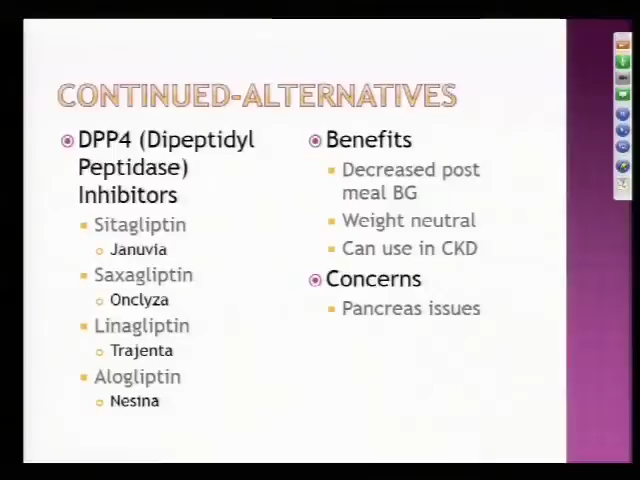 CONTINUED-ALTERNATIVES
DPP4 (Dipeptidyl
Peptidase)
Inhibitors
Sitagliptin
Januvia
Saxagliptin
Onclyza
Linagliptin
Trajenta
Alogliptin
Nesina
Benefits
Decreased post
meal BG
Weight neutral
Can use in CKD
Concerns
Pancreas issues